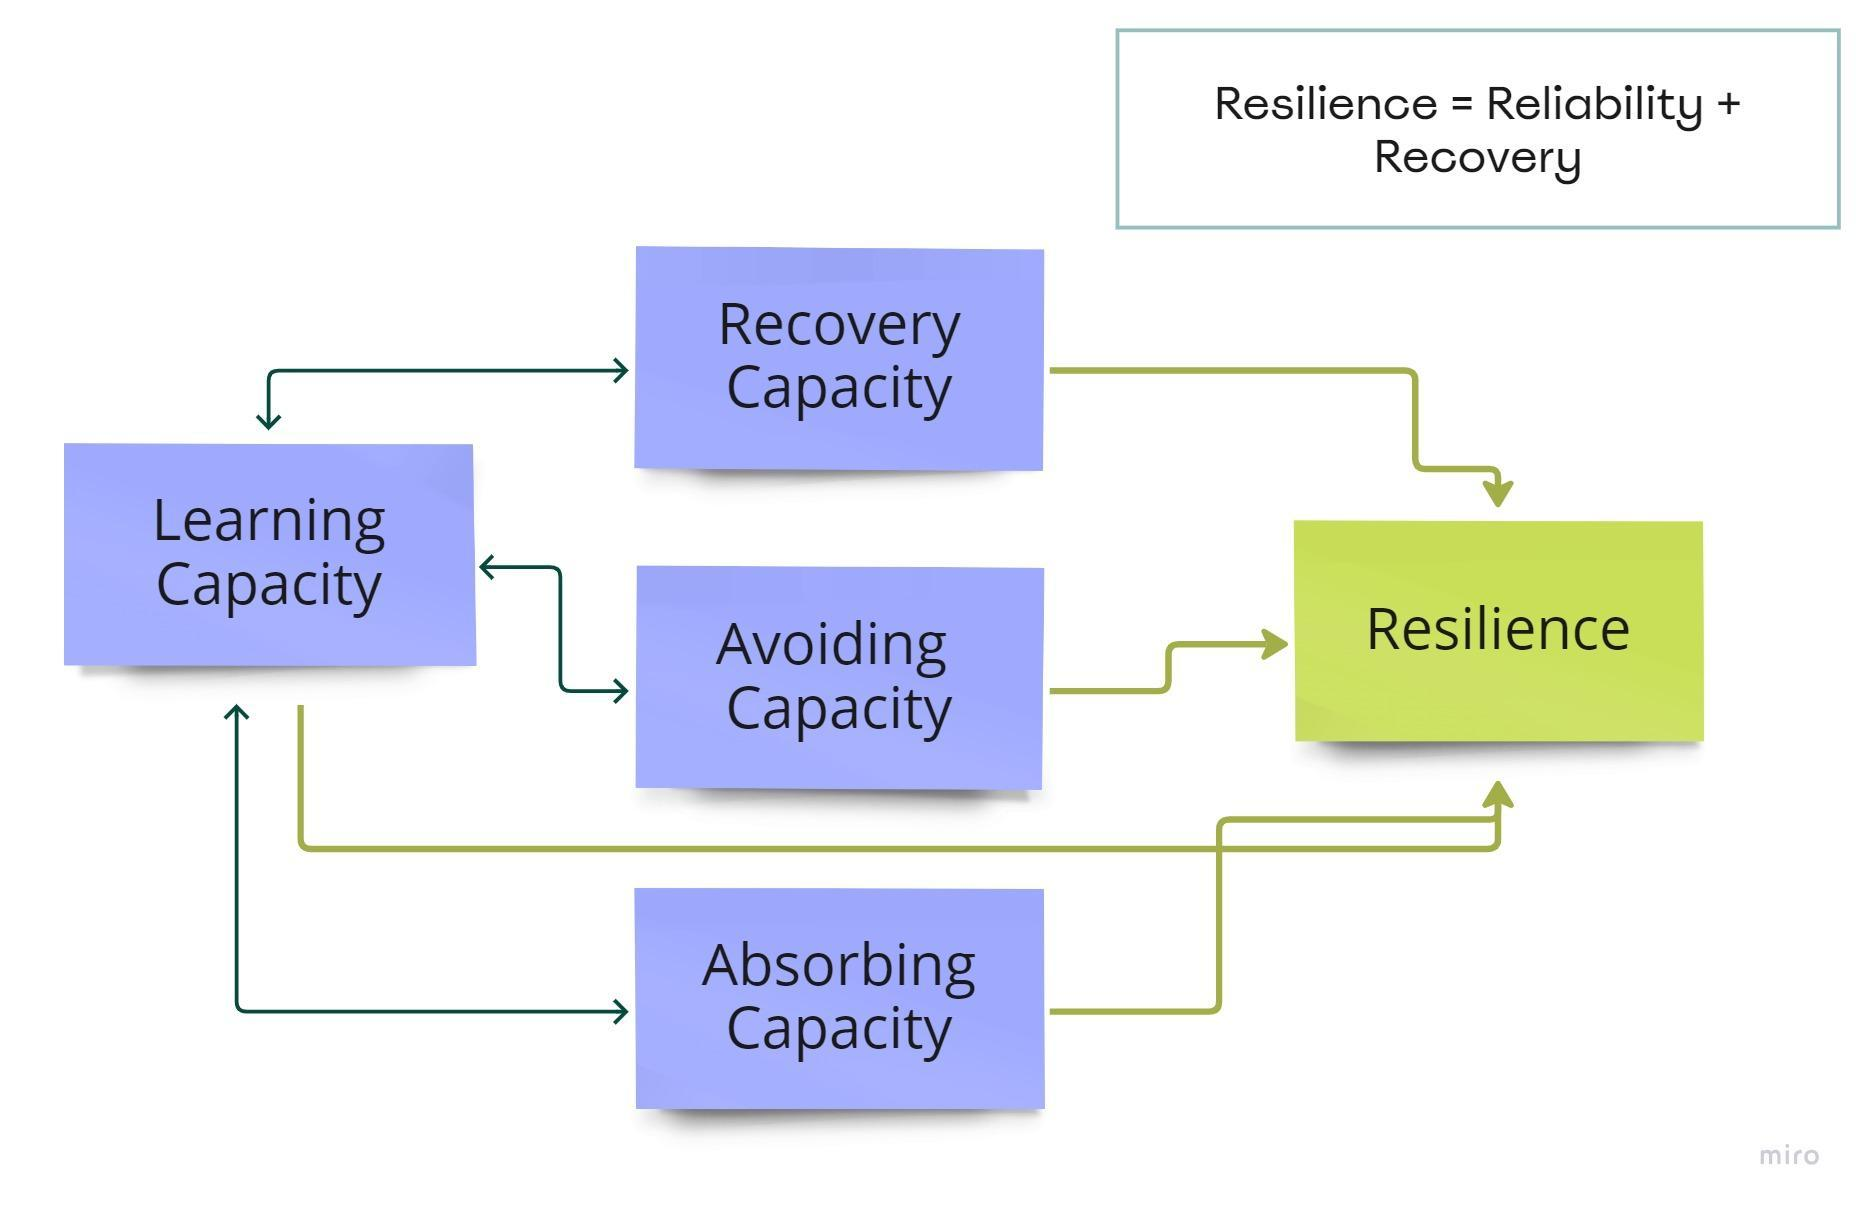 Resilience = Reliability +
Recovery
Recovery
Capacity
Learning
Capacity
Avoiding
Capacity
Resilience
Absorbing
Capacity
miro